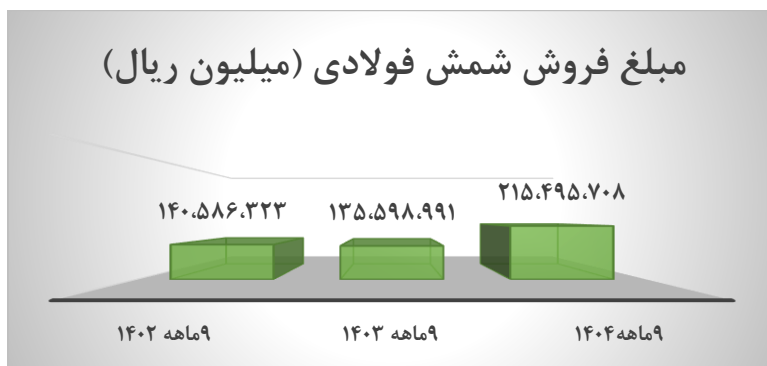 مبلغ فروش شمش فولادی (میلیون ریال)
۱۴۰،۵۸۶،۳۲۳
۱۳۵،۵۹۸،۹۹۱
۲۱۵،۴۹۵،۷۰۸
۹ماهه ۱۴۰۲
۹ماهه ۱۴۰۳
۹ماهه۱۴۰۴